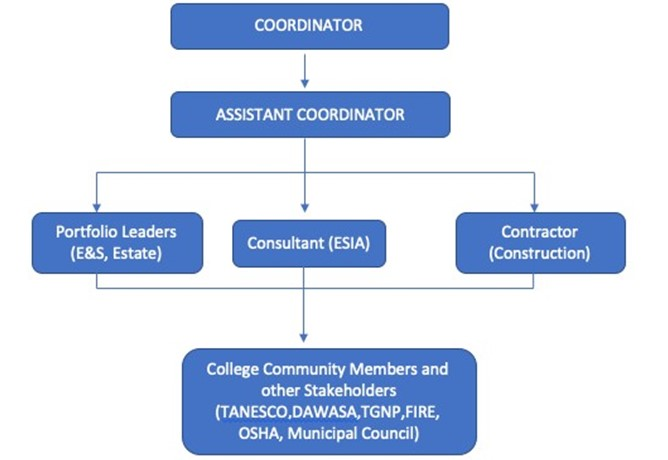 COORDINATOR
ASSISTANT COORDINATOR
Portfolio Leaders
(E&S, Estate)
Consultant (ESIA)
Contractor
(Construction)
College Community Members and
other Stakeholders
(TANESCO,DAWASA,TGNP,FIRE,
OSHA, Municipal Council)